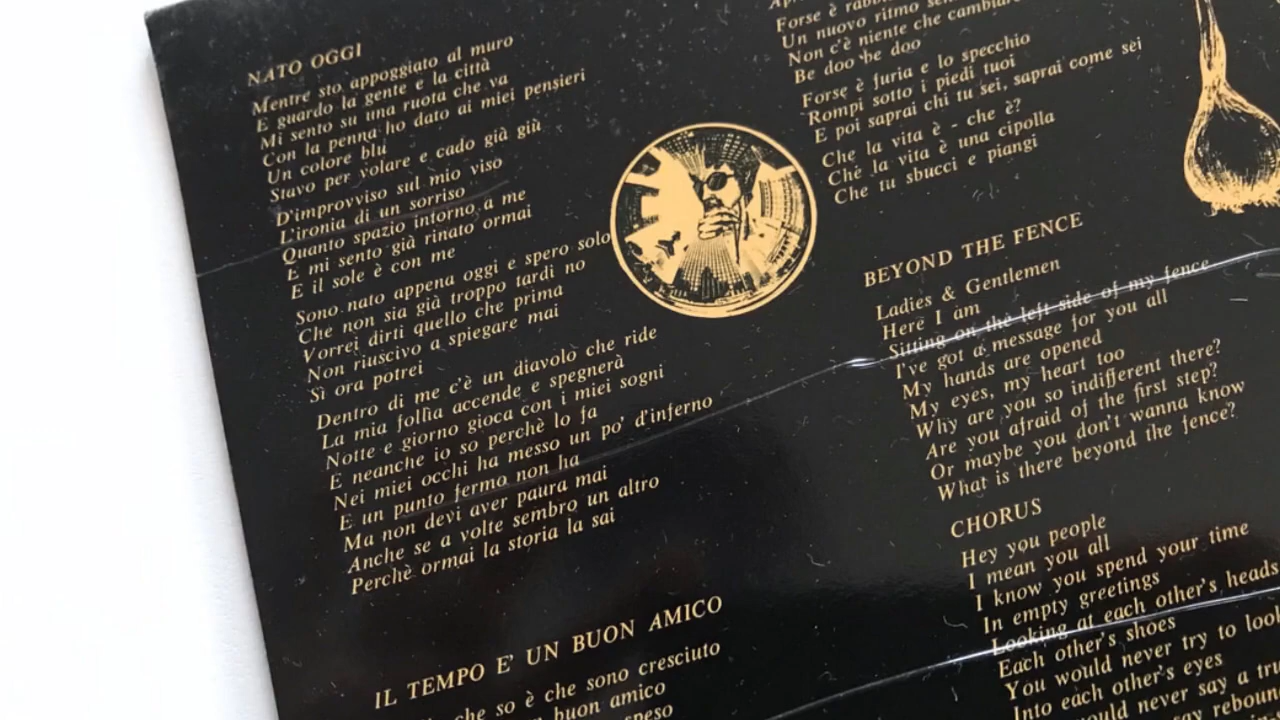 NATO OGGI
Mentre sto appoggiato al muro
E guardo la gente e la città
Mi sento su una ruota che va
Con la penna ho dato ai miei pensieri
Un colore blu
Stavo per volare e cado già giù
D'improvviso sul mio viso
L'ironia di un sorriso
Quanto spazio intorno a me
E mi sento già rinato ormai
E il sole è con me
Sono nato appena oggi e spero solo
Che non sia già troppo tardi no
Vorrei dirti quello che prima
Non riuscivo a spiegare mai
Sì ora potrei
Dentro di me c'è un diavolo che ride
La mia follia accende e spegnerà
Notte e giorno gioca con i miei sogni
E neanche io so perchè lo fa
Nei miei occhi ha messo un po' d'inferno
E un punto fermo non ha
Ma non devi aver paura mai
Anche se a volte sembro un altro
Perchè ormai la storia la sai
IL TEMPO E' UN BUON AMICO
che so è che sono cresciuto
buon amico
Forse è
Un nuovo ritmo
Non c'è niente che
Be doo be doo
Forse è furia e lo specchio
Rompi sotto i piedi tuoi
E poi saprai chi tu sei, saprai come sei
Che la vita è - che è?
Che la vita è una cipolla
Che tu sbucci e piangi
BEYOND THE FENCE
Ladies & Gentlemen
Here I am
Sitting on the left side of my fence
I've got a message for you all
My hands are opened
My eyes, my heart too
Why are you so indifferent there?
Are you afraid of the first step?
Or maybe you don't wanna know
What is there beyond the fence?
CHORUS
Hey you people
I mean you all
I know you spend your time
In empty greetings
Looking at each other's heads
Each other's shoes
You would never try to look
Into each other's eyes
never say a